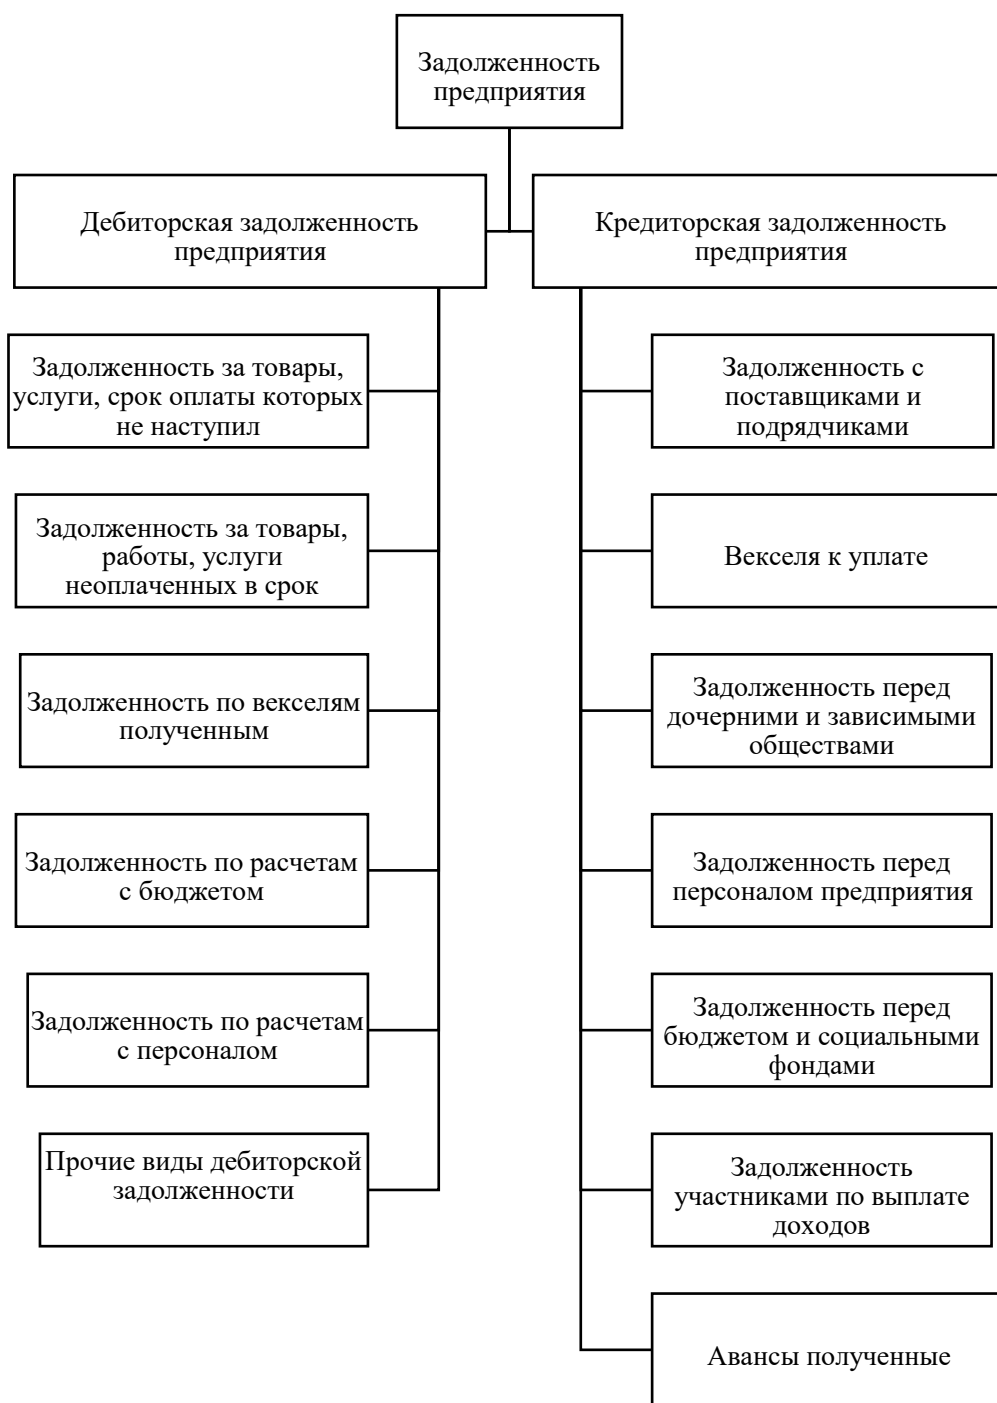 Задолженность
предприятия
Дебиторская задолженность
предприятия
Кредиторская задолженность
предприятия
Задолженность за товары,
услуги, срок оплаты которых
не наступил
Задолженность за товары,
работы, услуги
неоплаченных в срок
Задолженность по векселям
полученным
Задолженность по расчетам
с бюджетом
Задолженность по расчетам
с персоналом
Прочие виды дебиторской
задолженности
Задолженность с
поставщиками и
подрядчиками
Векселя к уплате
Задолженность перед
дочерними и зависимыми
обществами
Задолженность перед
персоналом предприятия
Задолженность перед
бюджетом и социальными
фондами
Задолженность
участниками по выплате
доходов
Авансы полученные